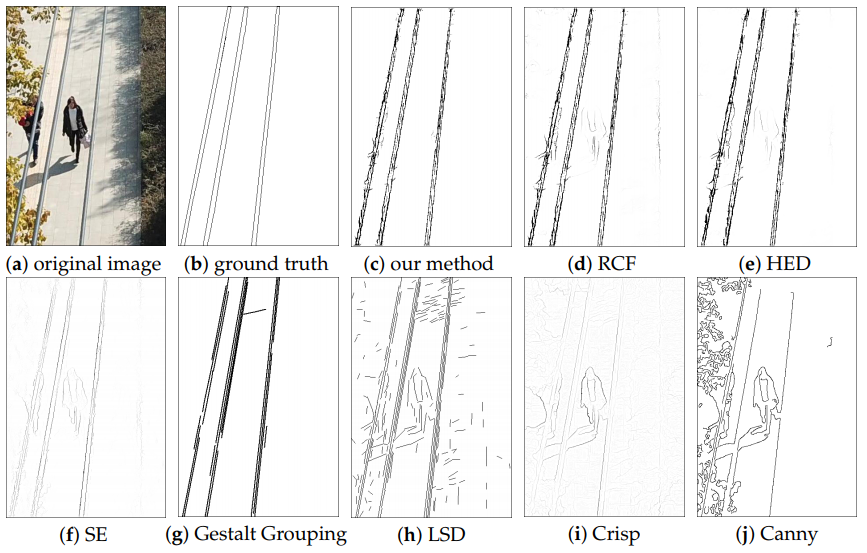 (a) original image
(b) ground truth
(c) our method
(d) RCF
(e) HED
(f) SE
(g) Gestalt Grouping
(h) LSD
(i) Crisp
(j) Canny